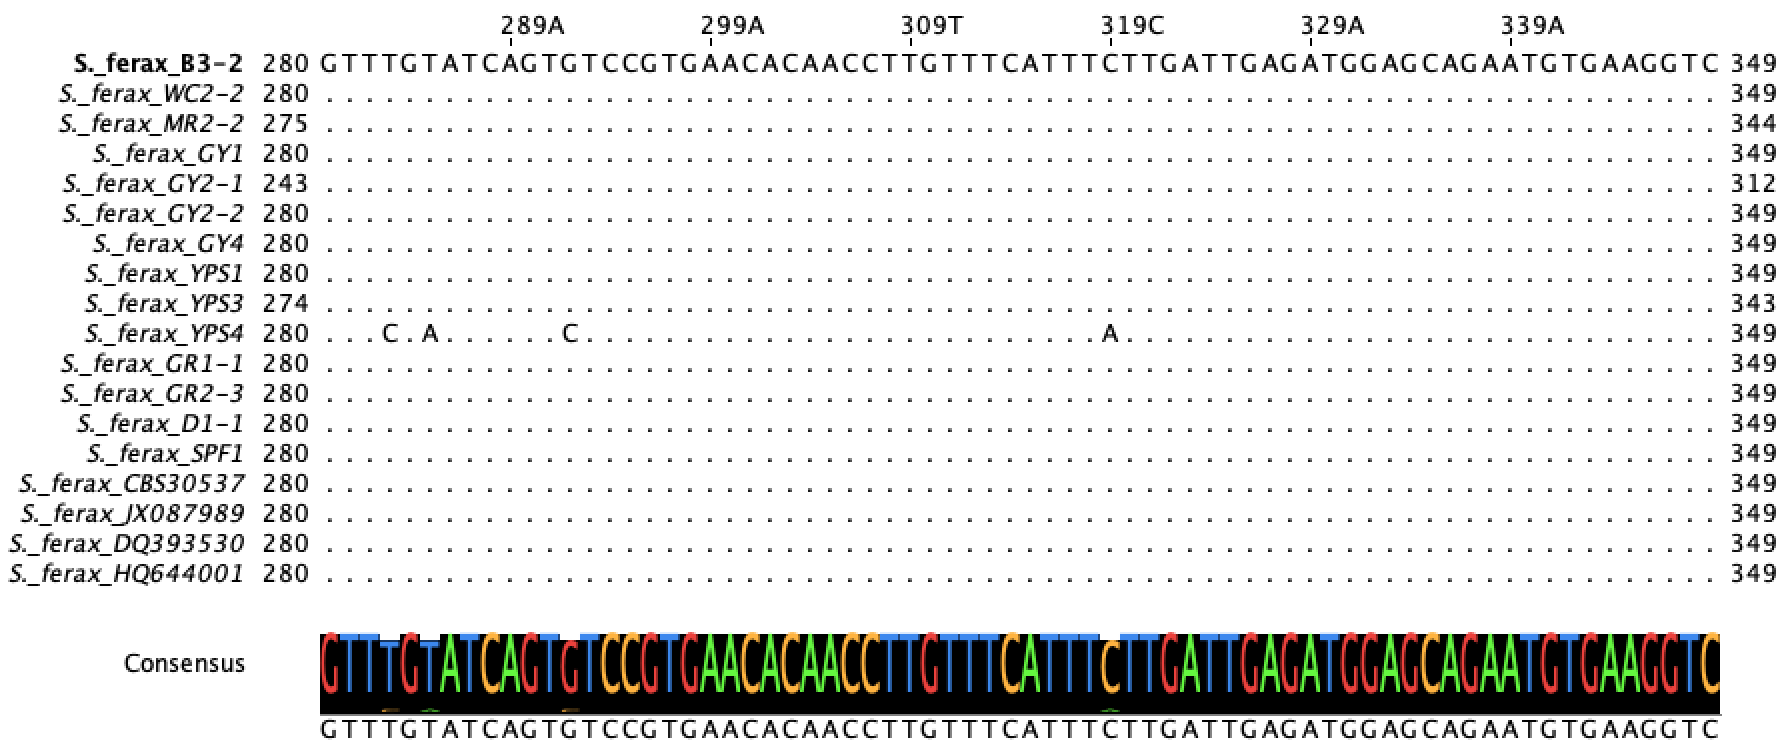 289A 299A 309T 319C 329A 339A
S._ferax_B3-2 280 GTTTGTATCAGTGTCCGTGAACACAACCTTGTTTCATTTCTTGATTGAGATGGAGCAGAATGTGAAGGTC 349
S._ferax_WC2-2 280 ...................................................................... 349
S._ferax_MR2-2 275 ...................................................................... 344
S._ferax_GY1 280 ...................................................................... 349
S._ferax_GY2-1 243 ...................................................................... 312
S._ferax_GY2-2 280 ...................................................................... 349
S._ferax_GY4 280 ...................................................................... 349
S._ferax_YPS1 280 ...................................................................... 349
S._ferax_YPS3 274 ...................................................................... 343
S._ferax_YPS4 280 ...C.A......C..........................A.............................. 349
S._ferax_GR1-1 280 ...................................................................... 349
S._ferax_GR2-3 280 ...................................................................... 349
S._ferax_D1-1 280 ...................................................................... 349
S._ferax_SPF1 280 ...................................................................... 349
S._ferax_CBS30537 280 ...................................................................... 349
S._ferax_JX087989 280 ...................................................................... 349
S._ferax_DQ393530 280 ...................................................................... 349
S._ferax_HQ644001 280 ...................................................................... 349
Consensus GTTTGTATCAGTGTCCGTGAACACAACCTTGTTTCATTTCTTGATTGAGATGGAGCAGAATGTGAAGGTC
GTTTGTATCAGTGTCCGTGAACACAACCTTGTTTCATTTCTTGATTGAGATGGAGCAGAATGTGAAGGTC